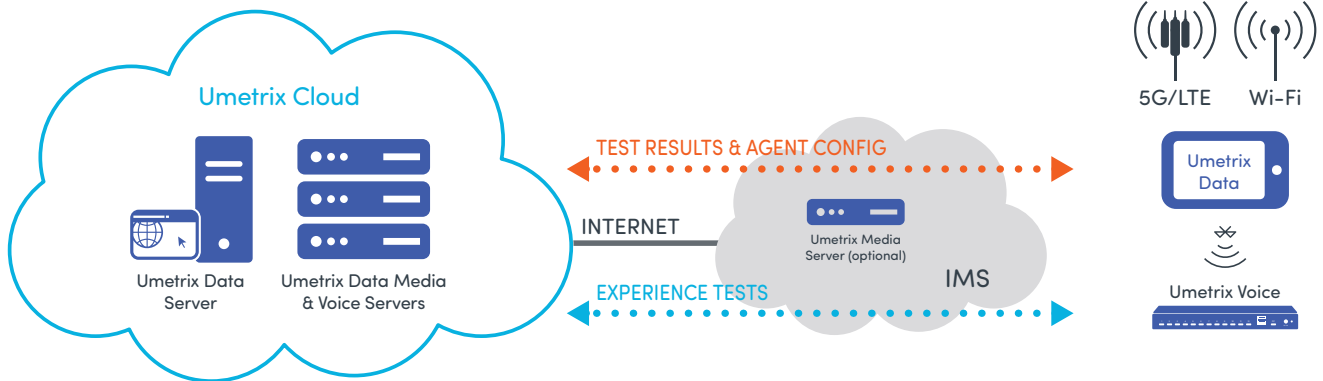 Umetrix Cloud
Umetrix Data
Server
Umetrix Data Media
& Voice Servers
TEST RESULTS & AGENT CONFIG
INTERNET
EXPERIENCE TESTS
Umetrix Media
Server (optional)
IMS
5G/LTE
Wi-Fi
Umetrix
Data
Umetrix Voice